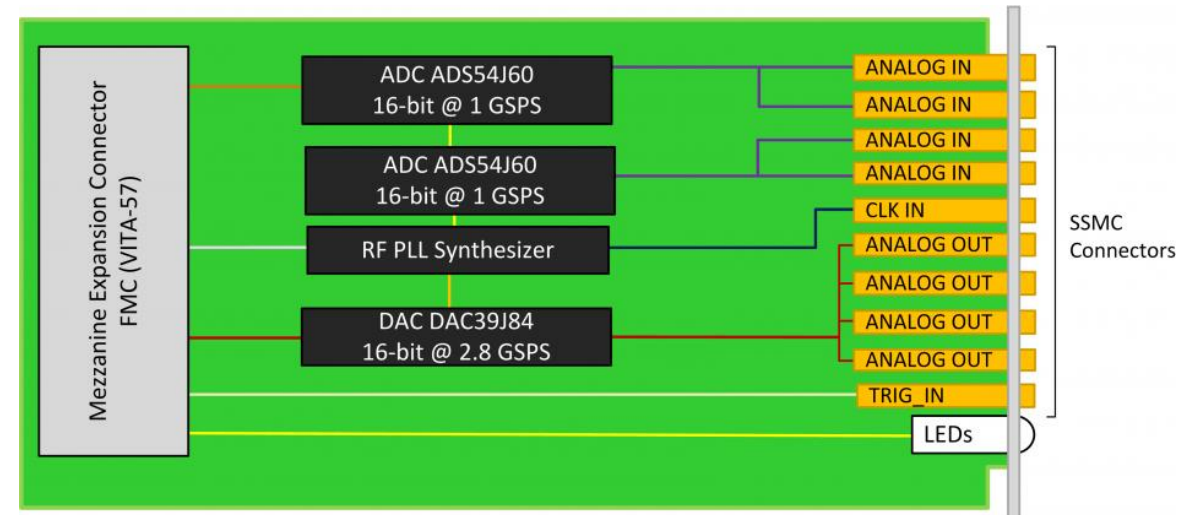 Mezzanine Expansion Connector
FMC (VITA-57)
ADC ADS54J60
16-bit @ 1 GSPS
ADC ADS54J60
16-bit @ 1 GSPS
RF PLL Synthesizer
DAC DAC39J84
16-bit @ 2.8 GSPS
ANALOG IN
ANALOG IN
ANALOG IN
ANALOG IN
CLK IN
ANALOG OUT
ANALOG OUT
ANALOG OUT
ANALOG OUT
TRIG_IN
LEDs
SSMC
Connectors